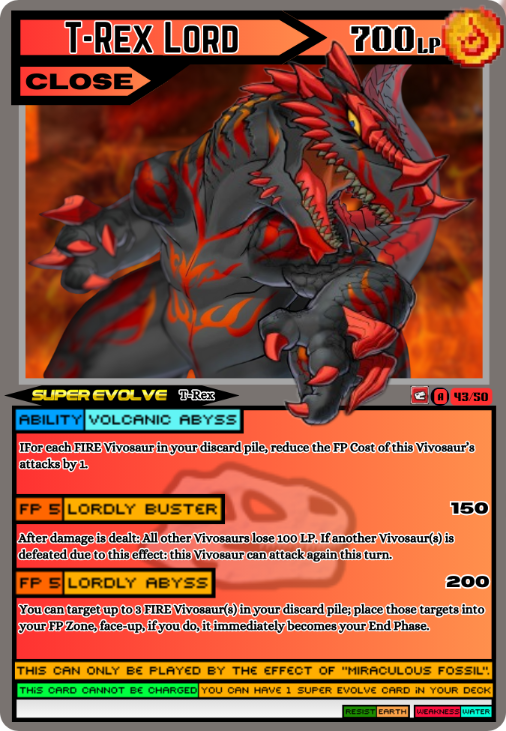 T-Rex Lord
700LP
CLOSE
SUPER EVOLVE T-Rex
A 43/50
ABILITY VOLCANIC ABYSS
IFor each FIRE Vivosaur in your discard pile, reduce the FP Cost of this Vivosaur's
attacks by 1.
FP 5 LORDLY BUSTER 150
After damage is dealt: All other Vivosaurs lose 100 LP. If another Vivosaur(s) is
defeated due to this effect: this Vivosaur can attack again this turn.
FP 5 LORDLY ABYSS 200
You can target up to 3 FIRE Vivosaur(s) in your discard pile; place those targets into
your FP Zone, face-up, if you do, it immediately becomes your End Phase.
THIS CAN ONLY BE PLAYED BY THE EFFECT OF "MIRACULOUS FOSSIL".
THIS CARD CANNOT BE CHARGED YOU CAN HAVE 1 SUPER EVOLVE CARD IN YOUR DECK
RESIST EARTH WEAKNESS WATER